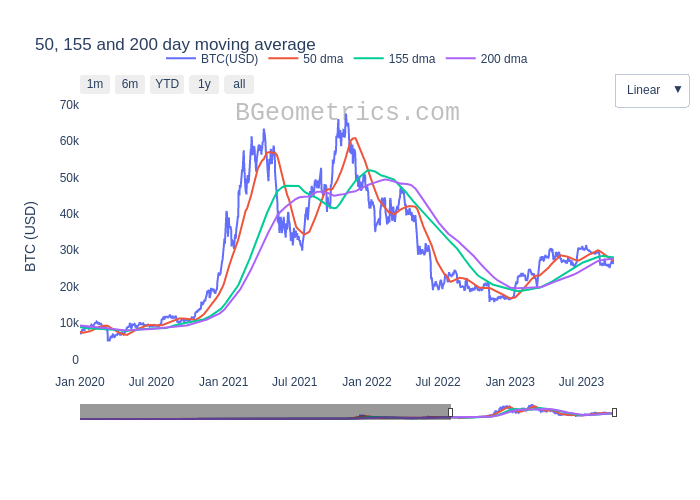 50, 155 and 200 day moving average
BTC(USD) 50 dma 155 dma 200 dma
1m 6m YTD 1y all
Linear ▼
BGeometrics.com
70k
60k
50k
40k
30k
20k
10k
0
BTC (USD)
Jan 2020 Jul 2020 Jan 2021 Jul 2021 Jan 2022 Jul 2022 Jan 2023 Jul 2023